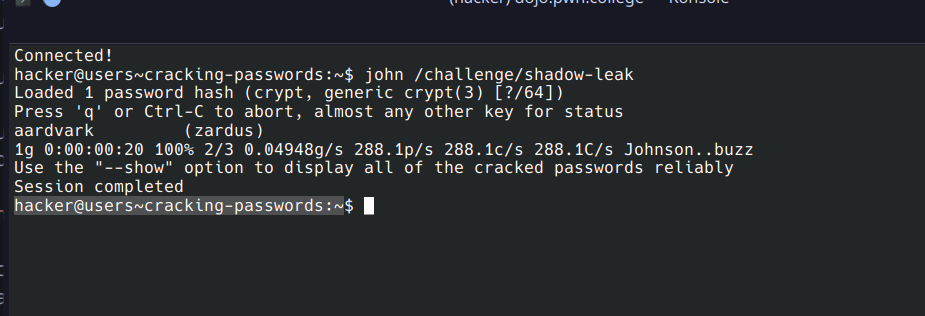 (hacker) dojo.pwn.college — Konsole
Connected!
hacker@users~cracking-passwords:~$ john /challenge/shadow-leak
Loaded 1 password hash (crypt, generic crypt(3) [?/64])
Press 'q' or Ctrl-C to abort, almost any other key for status
aardvark         (zardus)
1g 0:00:00:20 100% 2/3 0.04948g/s 288.1p/s 288.1c/s 288.1C/s Johnson..buzz
Use the "--show" option to display all of the cracked passwords reliably
Session completed
hacker@users~cracking-passwords:~$